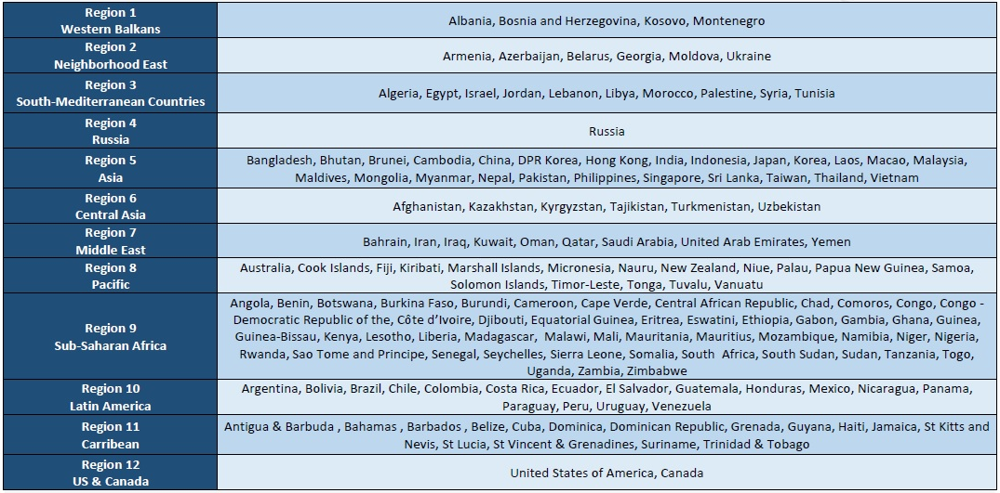 Region 1
Western Balkans
Albania, Bosnia and Herzegovina, Kosovo, Montenegro
Region 2
Neighborhood East
Armenia, Azerbaijan, Belarus, Georgia, Moldova, Ukraine
Region 3
South-Mediterranean Countries
Algeria, Egypt, Israel, Jordan, Lebanon, Libya, Morocco, Palestine, Syria, Tunisia
Region 4
Russia
Russia
Region 5
Asia
Bangladesh, Bhutan, Brunei, Cambodia, China, DPR Korea, Hong Kong, India, Indonesia, Japan, Korea, Laos, Macao, Malaysia,
Maldives, Mongolia, Myanmar, Nepal, Pakistan, Philippines, Singapore, Sri Lanka, Taiwan, Thailand, Vietnam
Region 6
Central Asia
Afghanistan, Kazakhstan, Kyrgyzstan, Tajikistan, Turkmenistan, Uzbekistan
Region 7
Middle East
Bahrain, Iran, Iraq, Kuwait, Oman, Qatar, Saudi Arabia, United Arab Emirates, Yemen
Region 8
Pacific
Australia, Cook Islands, Fiji, Kiribati, Marshall Islands, Micronesia, Nauru, New Zealand, Niue, Palau, Papua New Guinea, Samoa,
Solomon Islands, Timor-Leste, Tonga, Tuvalu, Vanuatu
Region 9
Sub-Saharan Africa
Angola, Benin, Botswana, Burkina Faso, Burundi, Cameroon, Cape Verde, Central African Republic, Chad, Comoros, Congo, Congo -
Democratic Republic of the, Côte d’Ivoire, Djibouti, Equatorial Guinea, Eritrea, Eswatini, Ethiopia, Gabon, Gambia, Ghana, Guinea,
Guinea-Bissau, Kenya, Lesotho, Liberia, Madagascar, Malawi, Mali, Mauritania, Mauritius, Mozambique, Namibia, Niger, Nigeria,
Rwanda, Sao Tome and Principe, Senegal, Seychelles, Sierra Leone, Somalia, South Africa, South Sudan, Sudan, Tanzania, Togo,
Uganda, Zambia, Zimbabwe
Region 10
Latin America
Argentina, Bolivia, Brazil, Chile, Colombia, Costa Rica, Ecuador, El Salvador, Guatemala, Honduras, Mexico, Nicaragua, Panama,
Paraguay, Peru, Uruguay, Venezuela
Region 11
Carribean
Antigua & Barbuda , Bahamas , Barbados , Belize, Cuba, Dominica, Dominican Republic, Grenada, Guyana, Haiti, Jamaica, St Kitts and
Nevis, St Lucia, St Vincent & Grenadines, Suriname, Trinidad & Tobago
Region 12
US & Canada
United States of America, Canada